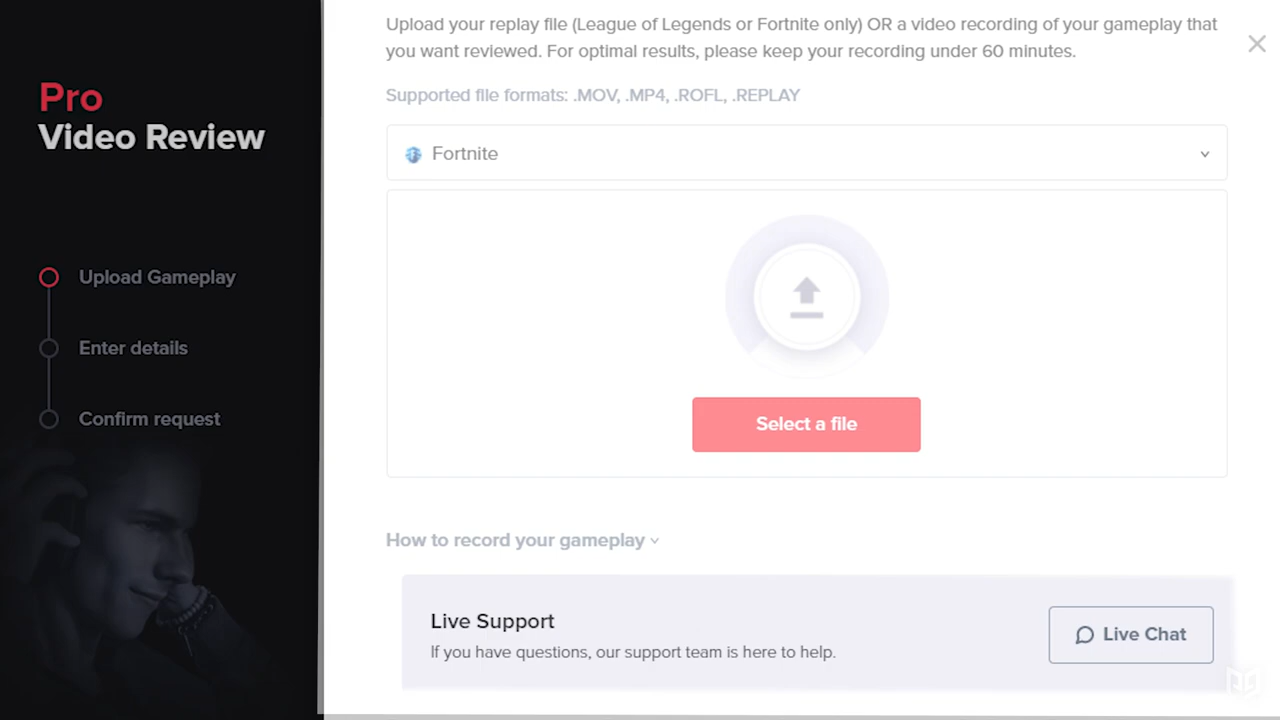 Pro
Video Review
Upload Gameplay
Enter details
Confirm request
Upload your replay file (League of Legends or Fortnite only) OR a video recording of your gameplay that
you want reviewed. For optimal results, please keep your recording under 60 minutes.
Supported file formats: .MOV, .MP4, .ROFL, .REPLAY
Fortnite
Select a file
How to record your gameplay
Live Support
If you have questions, our support team is here to help.
Live Chat